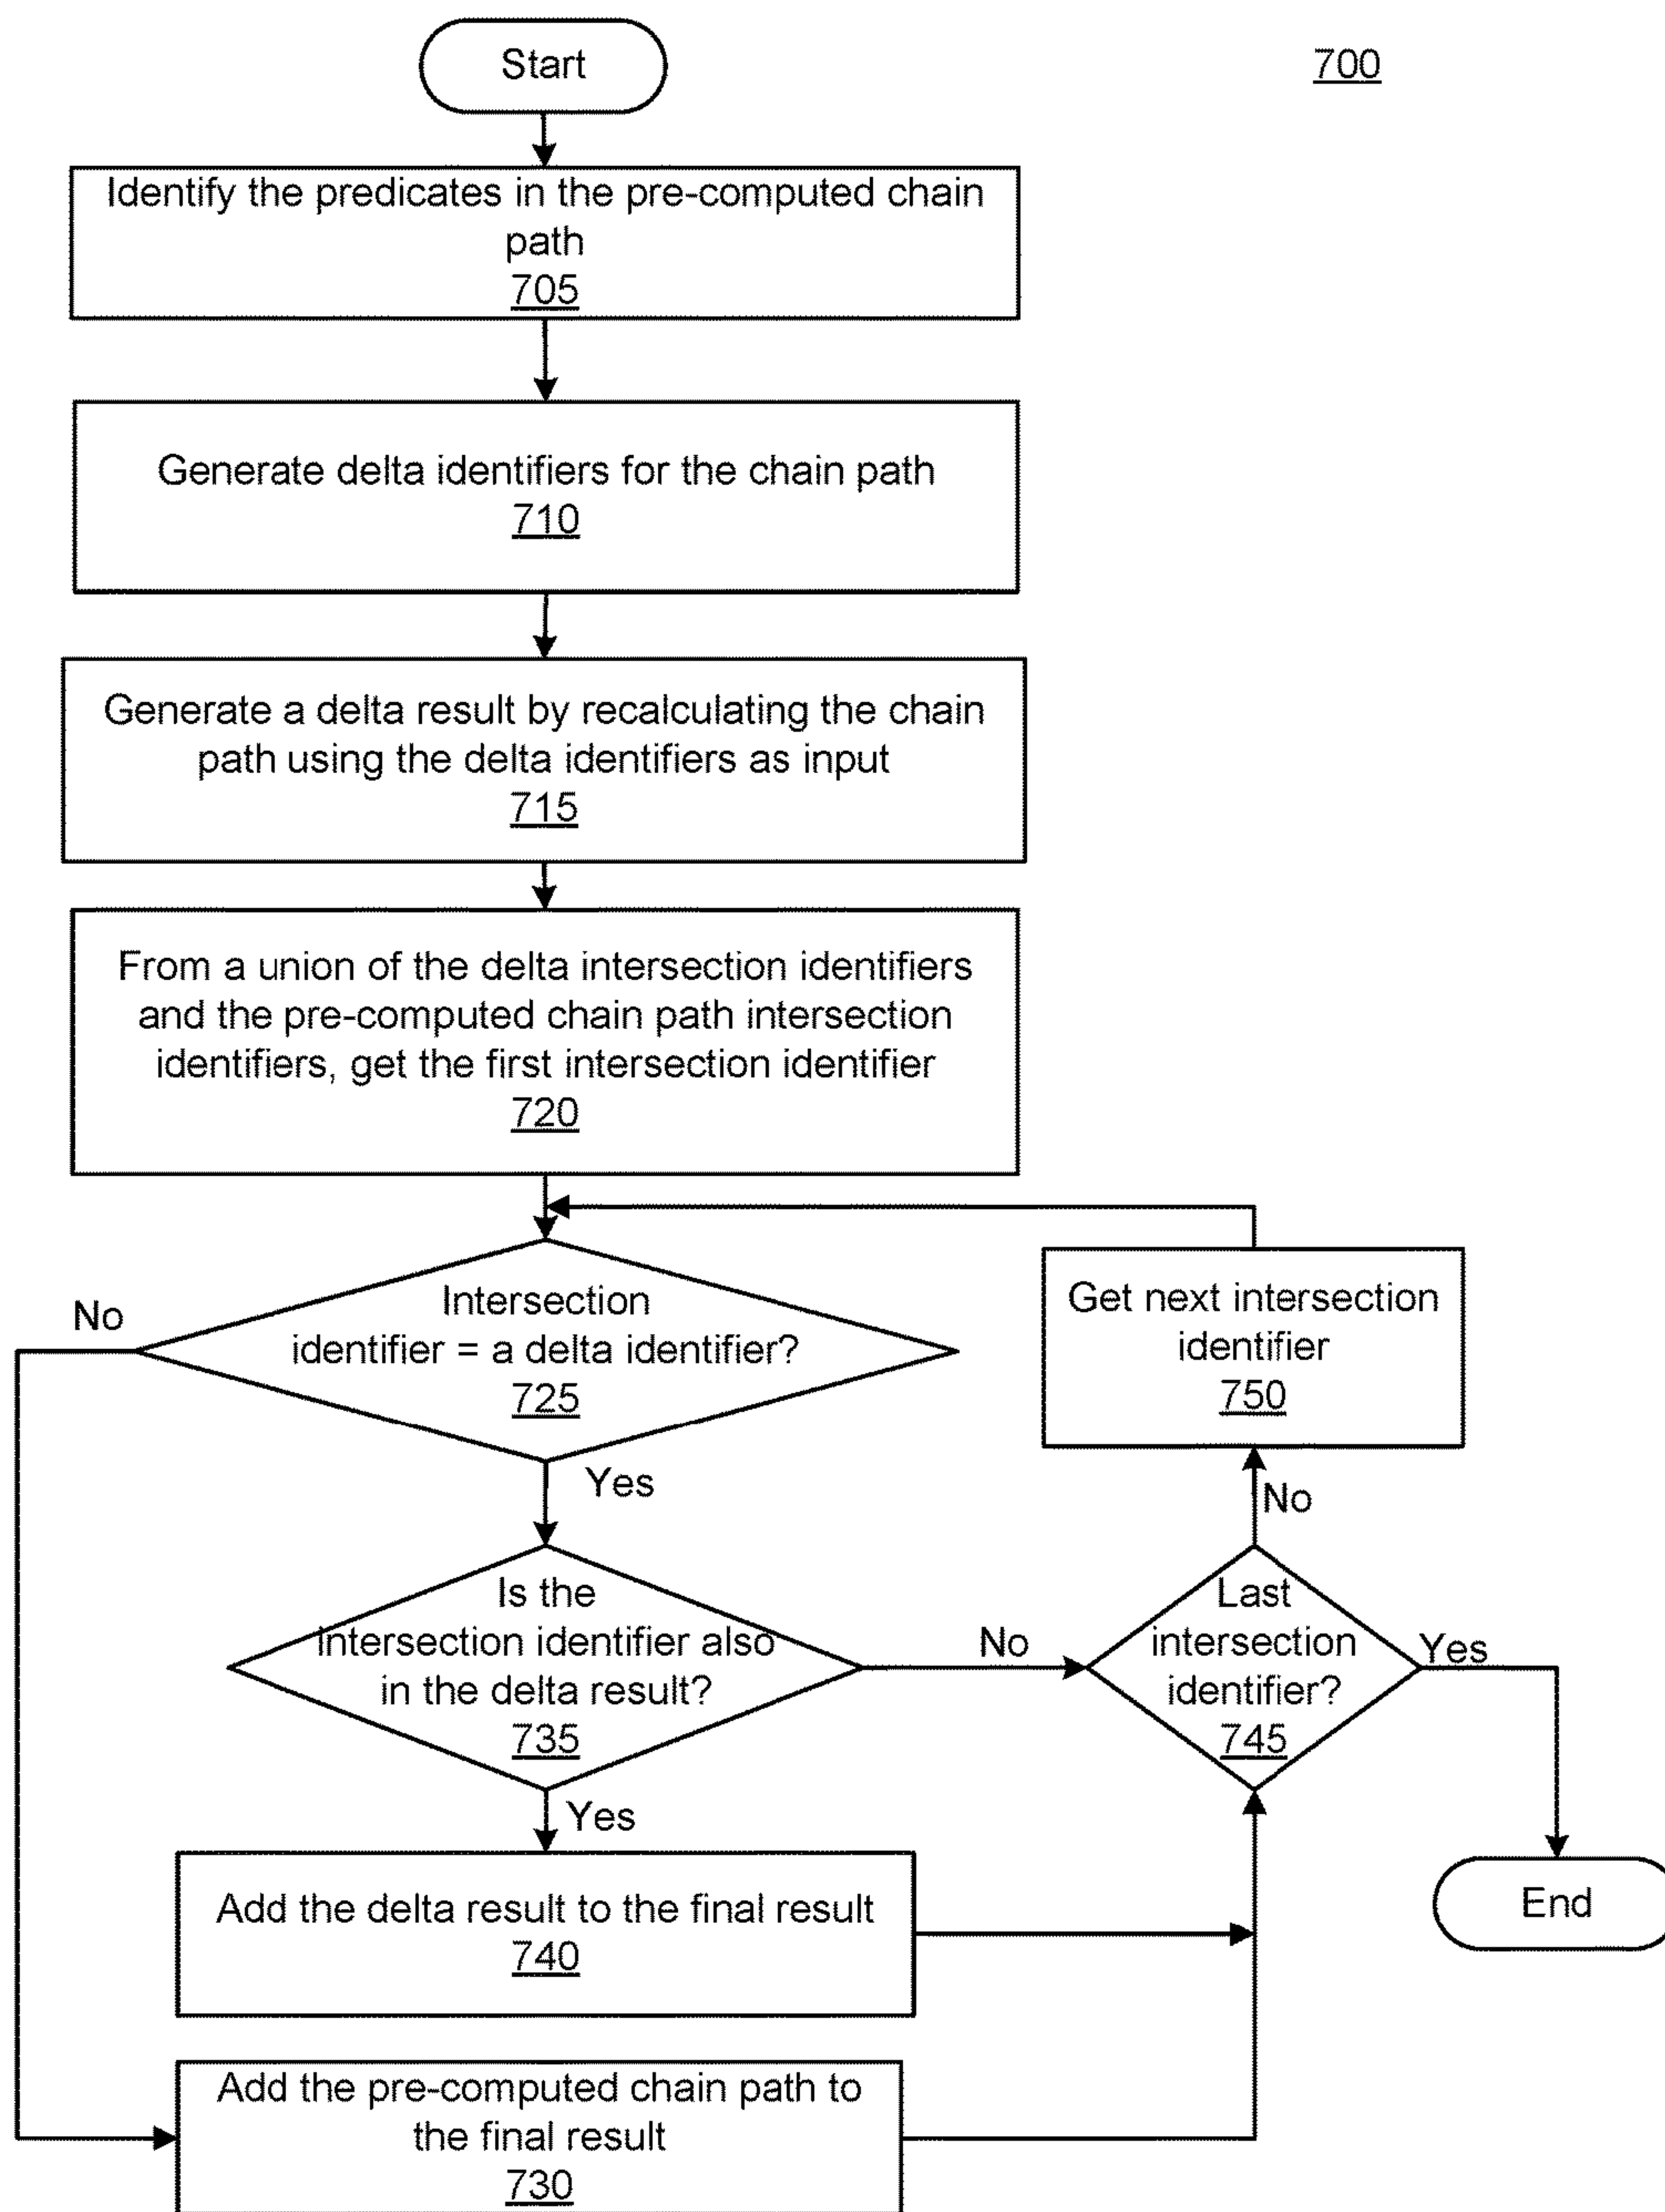 Start
700
Identify the predicates in the pre-computed chain
path
705
Generate delta identifiers for the chain path
710
Generate a delta result by recalculating the chain
path using the delta identifiers as input
715
From a union of the delta intersection identifiers
and the pre-computed chain path intersection
identifiers, get the first intersection identifier
720
Intersection
identifier = a delta identifier?
725
No
Yes
Get next intersection
identifier
750
No
Is the
intersection identifier also
in the delta result?
735
No
Yes
Last
intersection
identifier?
745
Yes
Add the delta result to the final result
740
End
Add the pre-computed chain path to
the final result
730